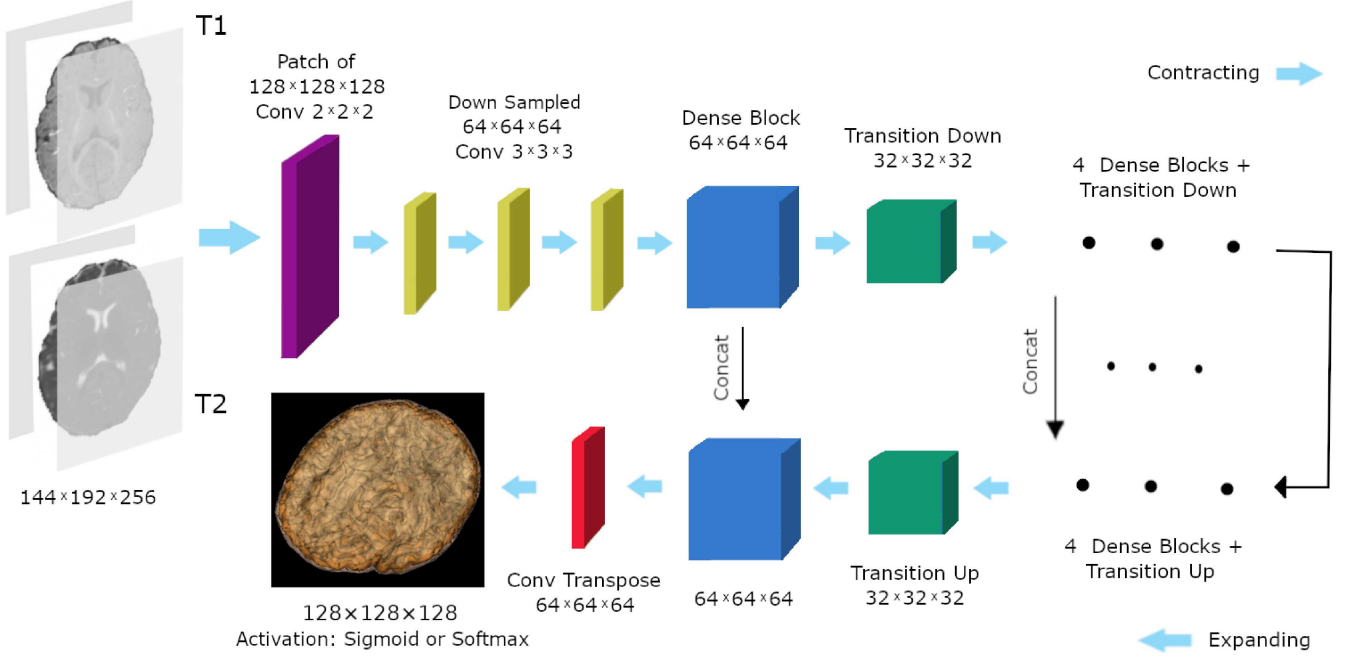 T1
Patch of
128×128×128
Conv 2×2×2
Down Sampled
64×64×64
Conv 3×3×3
Dense Block
64×64×64
Transition Down
32×32×32
Contracting
4 Dense Blocks +
Transition Down
Concat
Concat
T2
144×192×256
128×128×128
Activation: Sigmoid or Softmax
Conv Transpose
64×64×64
64×64×64
Transition Up
32×32×32
4 Dense Blocks +
Transition Up
Expanding